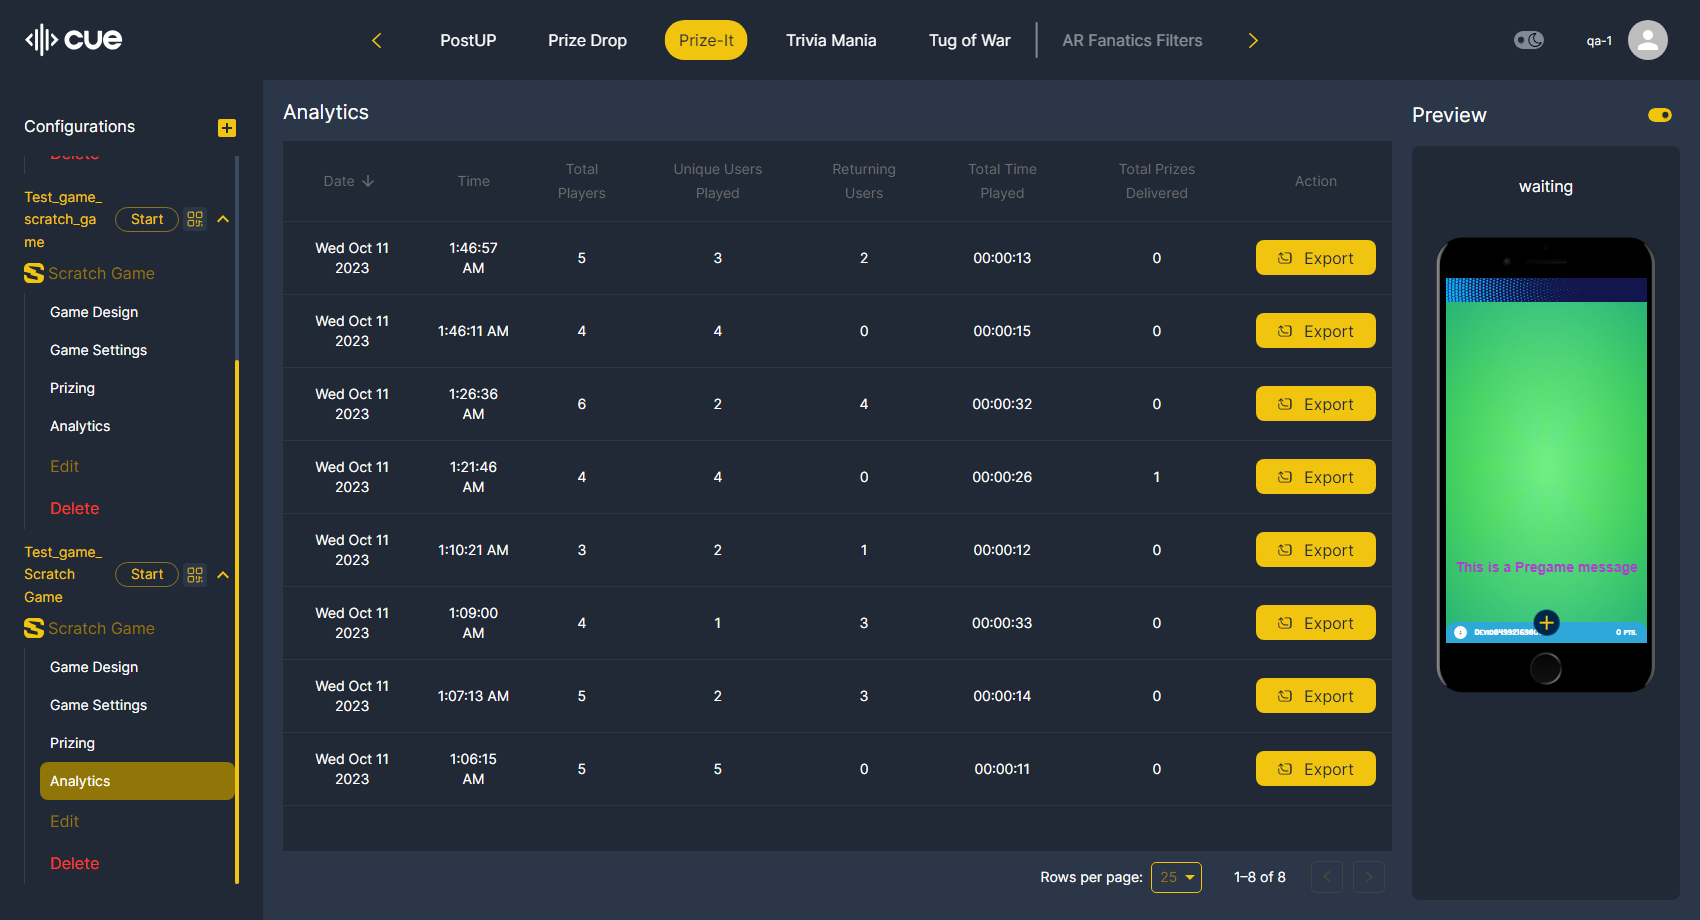 cue
PostUP
Prize Drop
Prize-It
Trivia Mania
Tug of War
AR Fanatics Filters
qa-1
Configurations
Delete
Test_game_
scratch_ga
me
Start
Scratch Game
Game Design
Game Settings
Prizing
Analytics
Edit
Delete
Test_game_
Scratch
Game
Start
Scratch Game
Game Design
Game Settings
Prizing
Analytics
Edit
Delete
Analytics
Date Time Total Players Unique Users Played Returning Users Total Time Played Total Prizes Delivered Action
Wed Oct 11 2023 1:46:57 AM 5 3 2 00:00:13 0 Export
Wed Oct 11 2023 1:46:11 AM 4 4 0 00:00:15 0 Export
Wed Oct 11 2023 1:26:36 AM 6 2 4 00:00:32 0 Export
Wed Oct 11 2023 1:21:46 AM 4 4 0 00:00:26 1 Export
Wed Oct 11 2023 1:10:21 AM 3 2 1 00:00:12 0 Export
Wed Oct 11 2023 1:09:00 AM 4 1 3 00:00:33 0 Export
Wed Oct 11 2023 1:07:13 AM 5 2 3 00:00:14 0 Export
Wed Oct 11 2023 1:06:15 AM 5 5 0 00:00:11 0 Export
Rows per page: 25 1–8 of 8
Preview
waiting
This is a Pregame message
0 PTS.